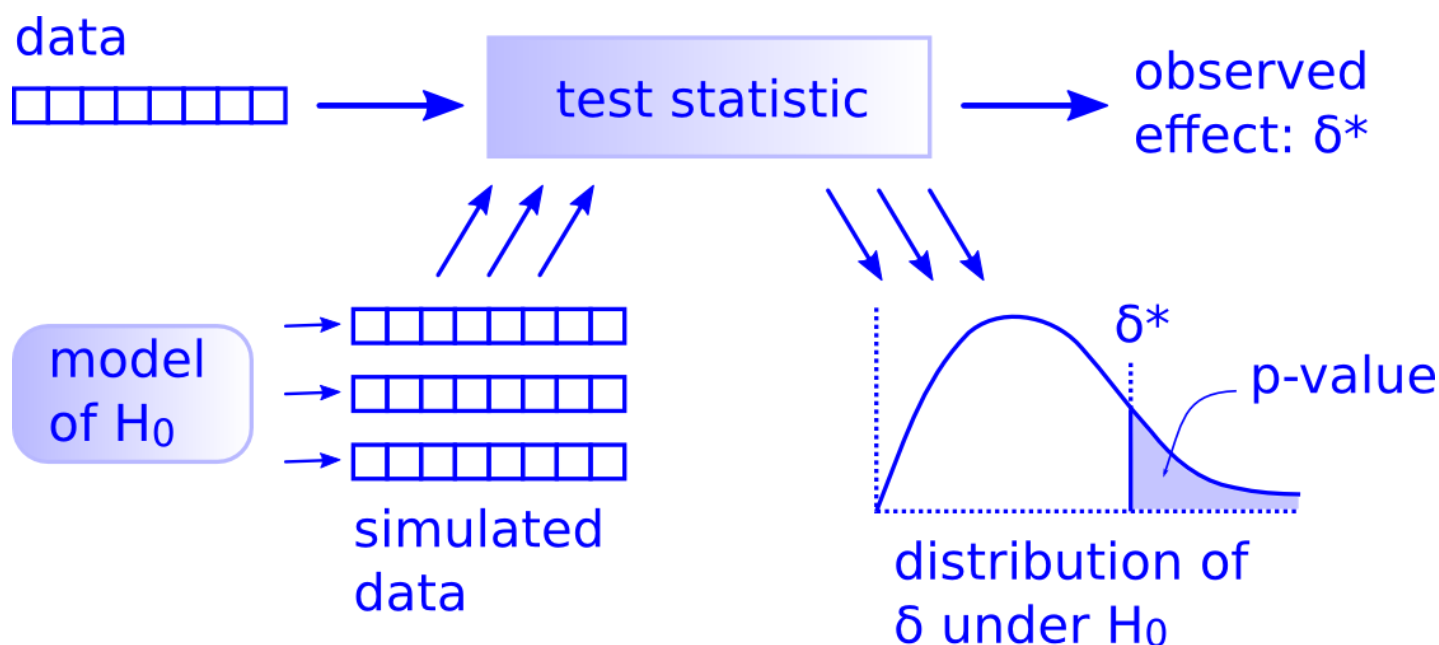 data
test statistic
observed
effect: δ*
model
of H₀
simulated
data
δ*
p-value
distribution of
δ under H₀